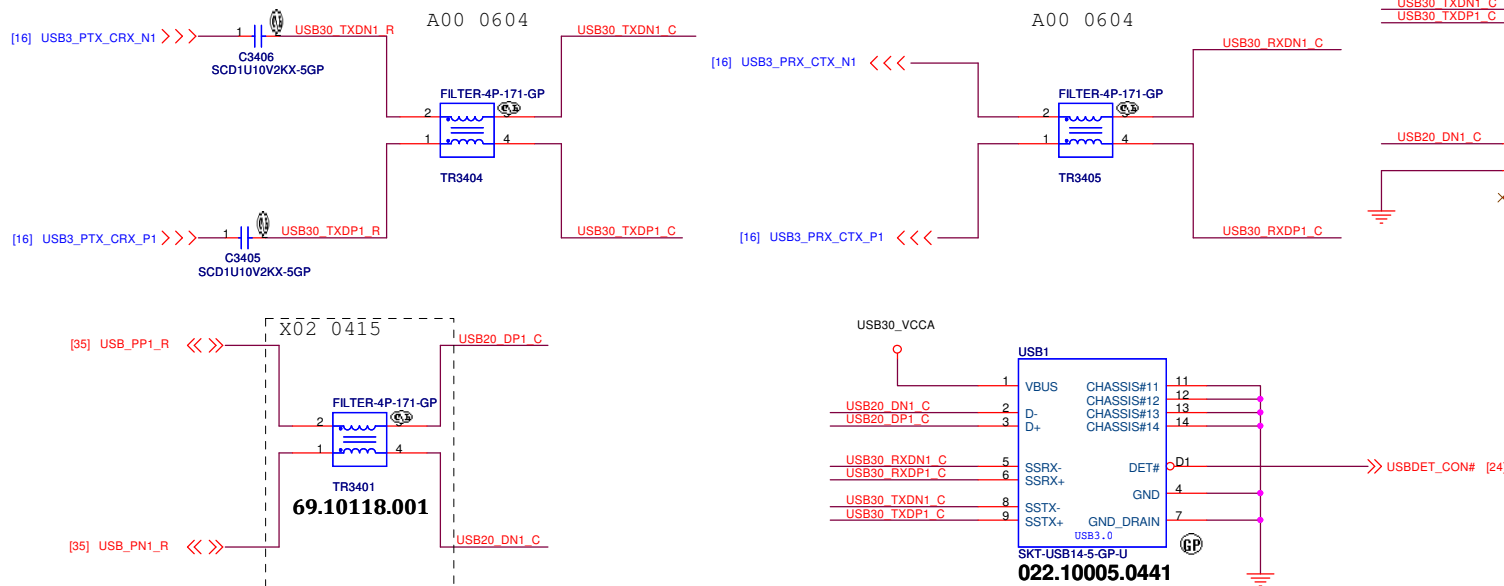 A00 0604
[16] USB3_PTX_CRX_N1
1
USB30_TXDN1_R
USB30_TXDN1_C
C3406
SCD1U10V2KX-5GP
FILTER-4P-171-GP
2
1
4
TR3404
[16] USB3_PTX_CRX_P1
1
USB30_TXDP1_R
USB30_TXDP1_C
C3405
SCD1U10V2KX-5GP
A00 0604
USB30_RXDN1_C
[16] USB3_PRX_CTX_N1
FILTER-4P-171-GP
2
1
4
TR3405
[16] USB3_PRX_CTX_P1
USB30_RXDP1_C
USB30_TXDN1_C
USB30_TXDP1_C
USB20_DN1_C
X02 0415
[35] USB_PP1_R
USB20_DP1_C
FILTER-4P-171-GP
2
1
4
TR3401
69.10118.001
[35] USB_PN1_R
USB20_DN1_C
USB30_VCCA
USB1
1 VBUS CHASSIS#11 11
CHASSIS#12 12
USB20_DN1_C 2 D- CHASSIS#13 13
USB20_DP1_C 3 D+ CHASSIS#14 14
USB30_RXDN1_C 5 SSRX- DET# D1 USBDET_CON# [24]
USB30_RXDP1_C 6 SSRX+
GND 4
USB30_TXDN1_C 8 SSTX-
USB30_TXDP1_C 9 SSTX+ GND_DRAIN 7
USB3.0
SKT-USB14-5-GP-U
GP
022.10005.0441